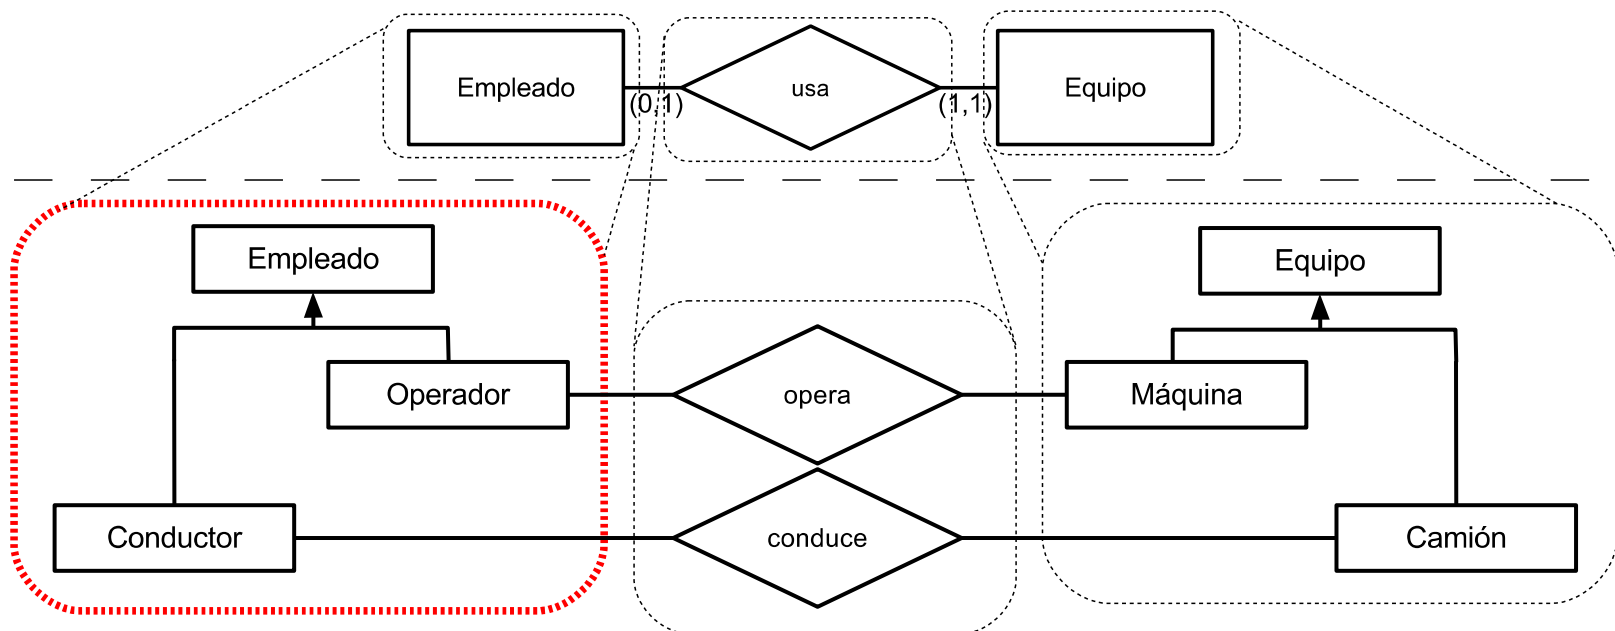 Empleado
usa
Equipo
(0,1)
(1,1)
Empleado
Equipo
Operador
opera
Máquina
Conductor
conduce
Camión